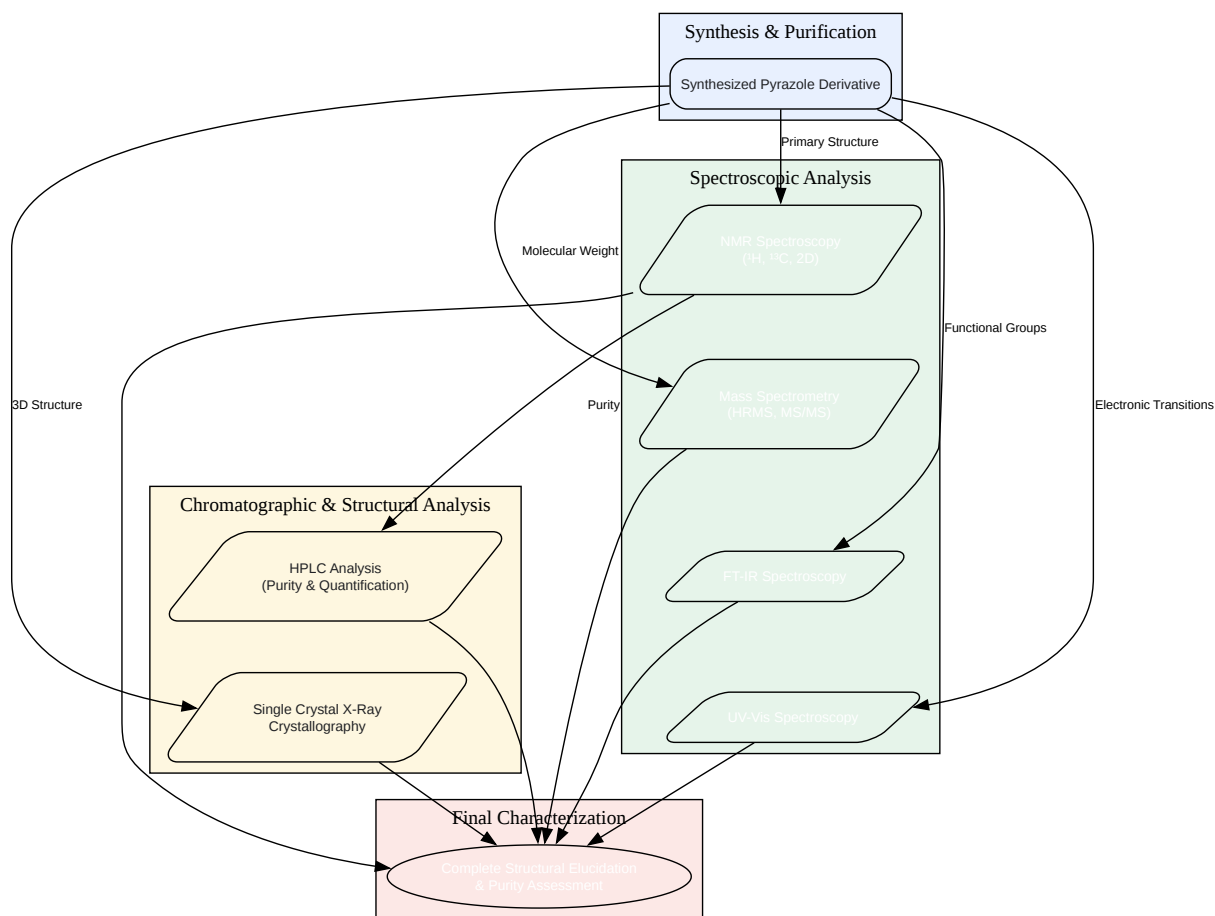 Synthesis & Purification
Synthesized Pyrazole Derivative
Primary Structure
Spectroscopic Analysis
NMR Spectroscopy
(¹H, ¹³C, 2D)
Molecular Weight
Functional Groups
Mass Spectrometry
(HRMS, MS/MS)
3D Structure
Purity
Electronic Transitions
Chromatographic & Structural Analysis
HPLC Analysis
(Purity & Quantification)
FT-IR Spectroscopy
Single Crystal X-Ray
Crystallography
UV-Vis Spectroscopy
Final Characterization
Complete Structural Elucidation
& Purity Assessment